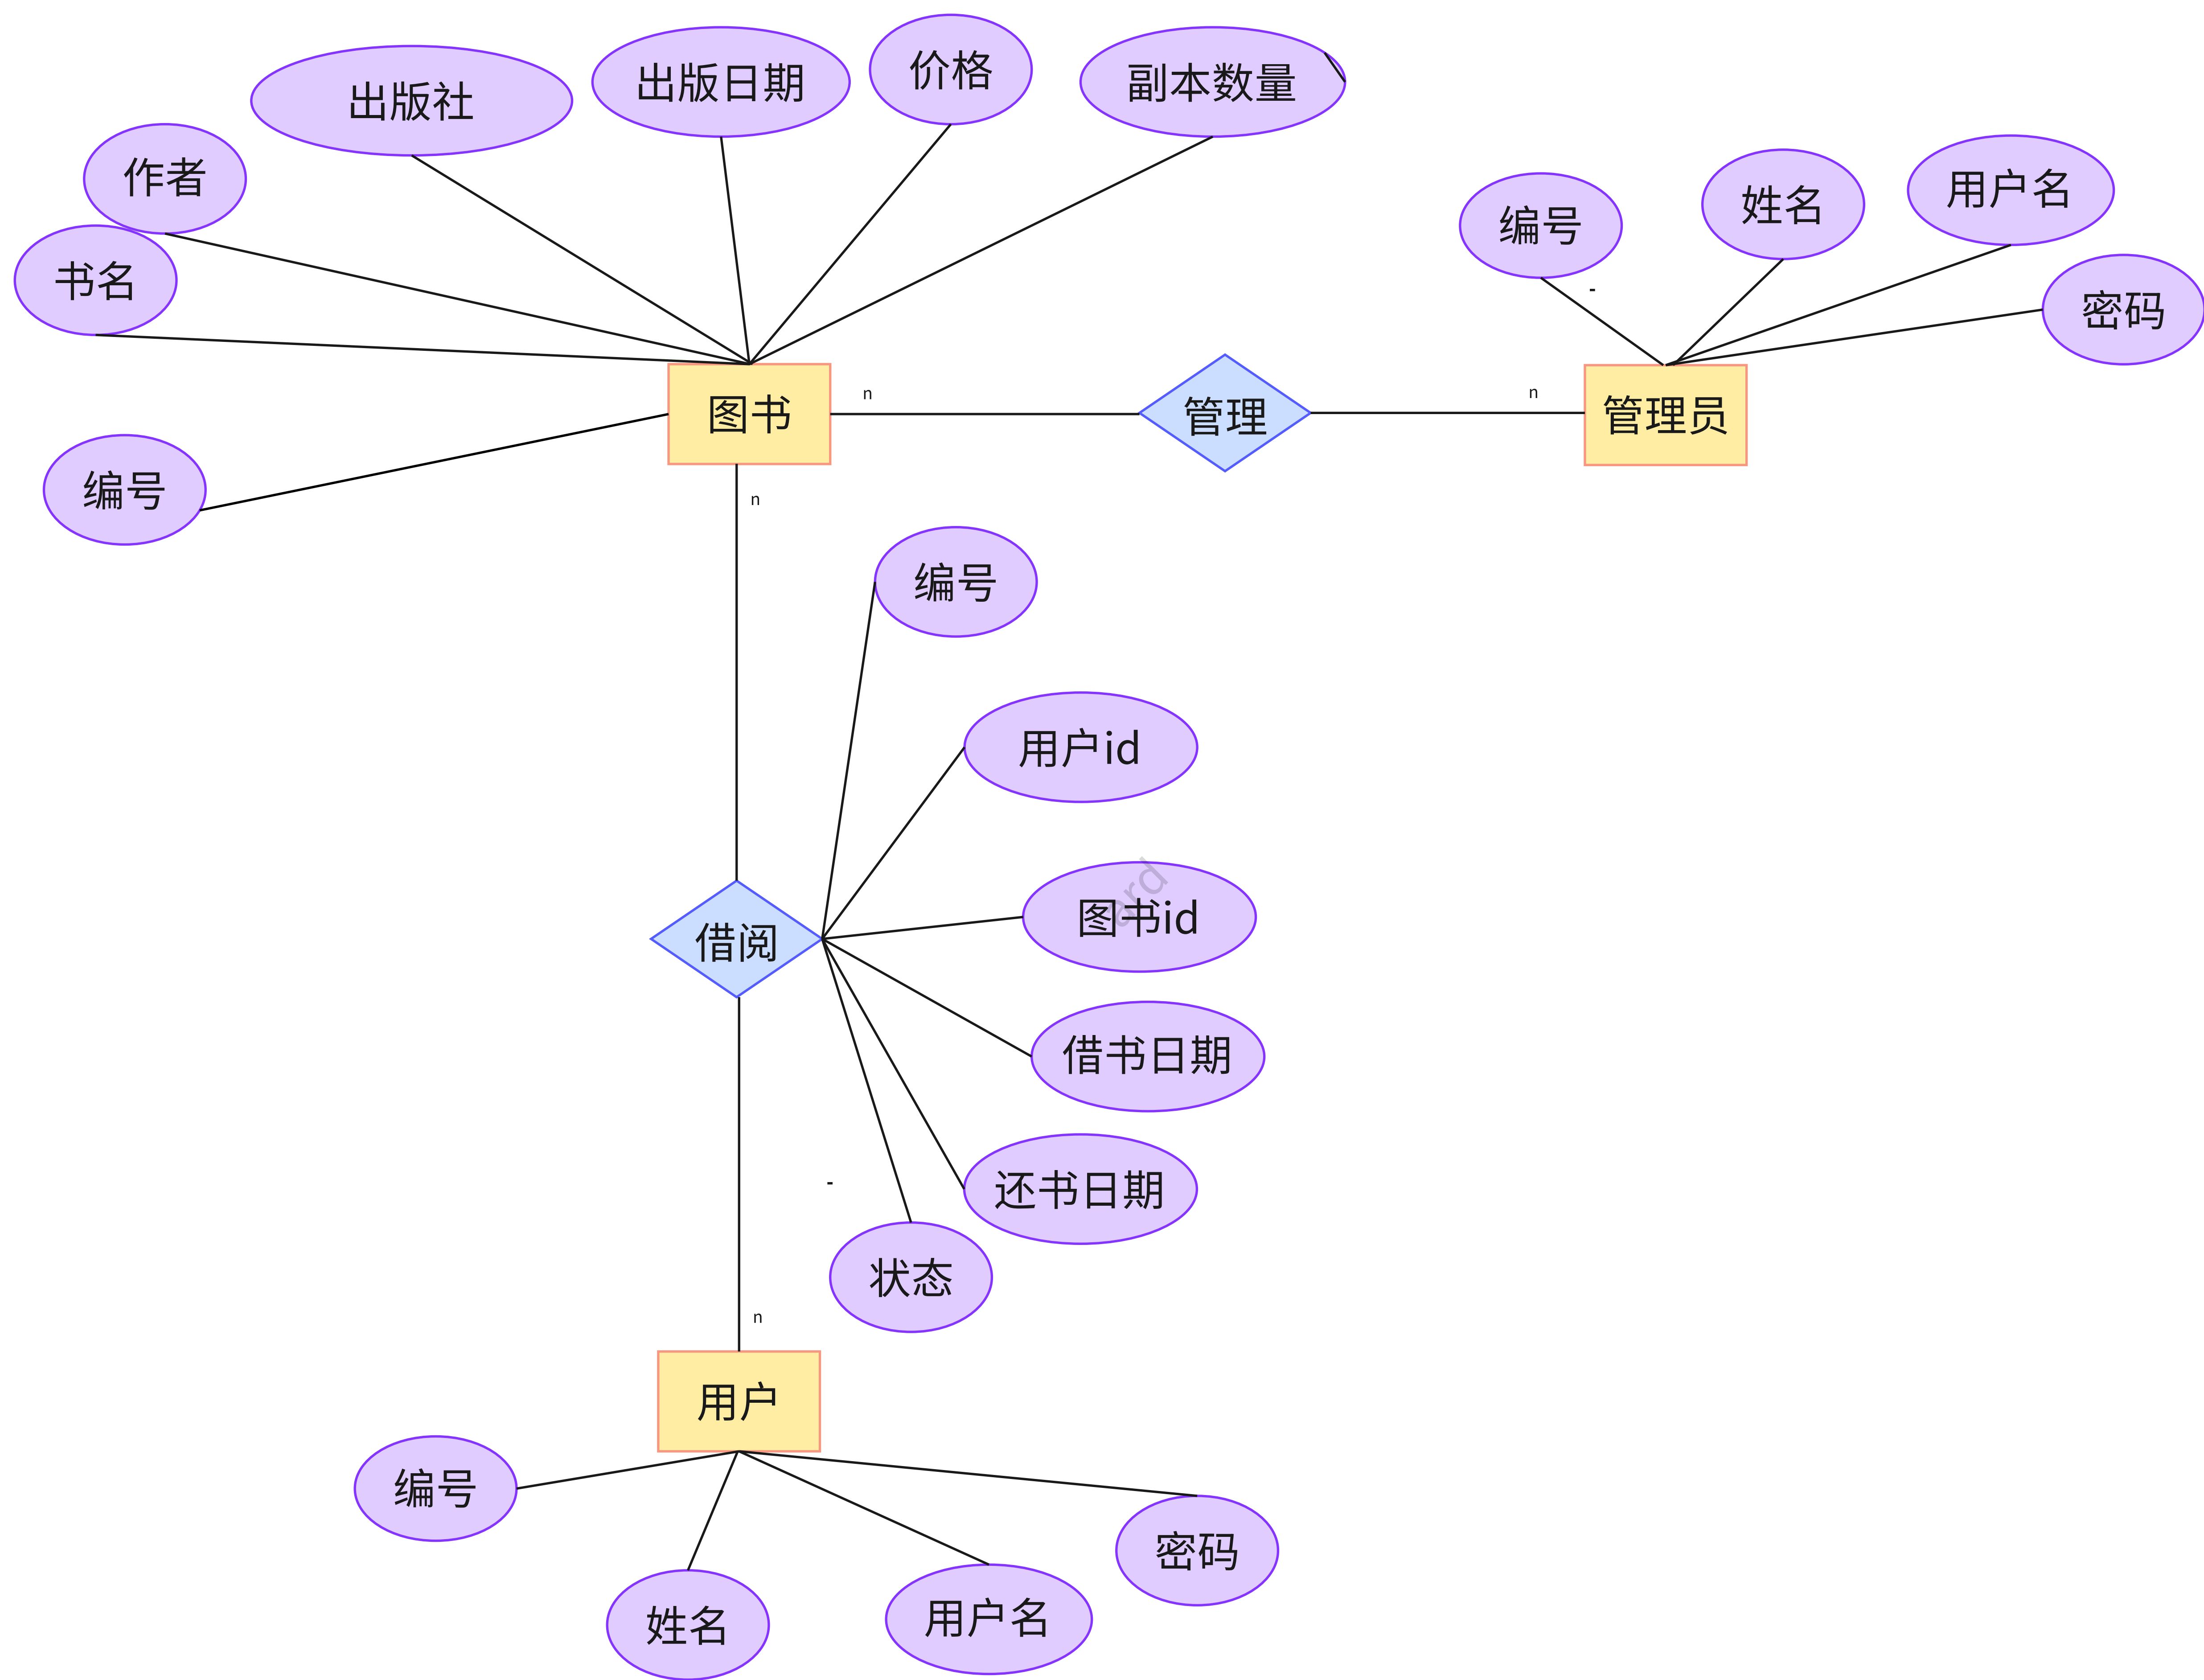 价格
出版日期
副本数量
出版社
作者
用户名
姓名
编号
书名
-
密码
n
n
图书
管理
管理员
编号
n
编号
用户id
ard
图书id
借阅
借书日期
-
还书日期
状态
n
用户
编号
密码
姓名
用户名